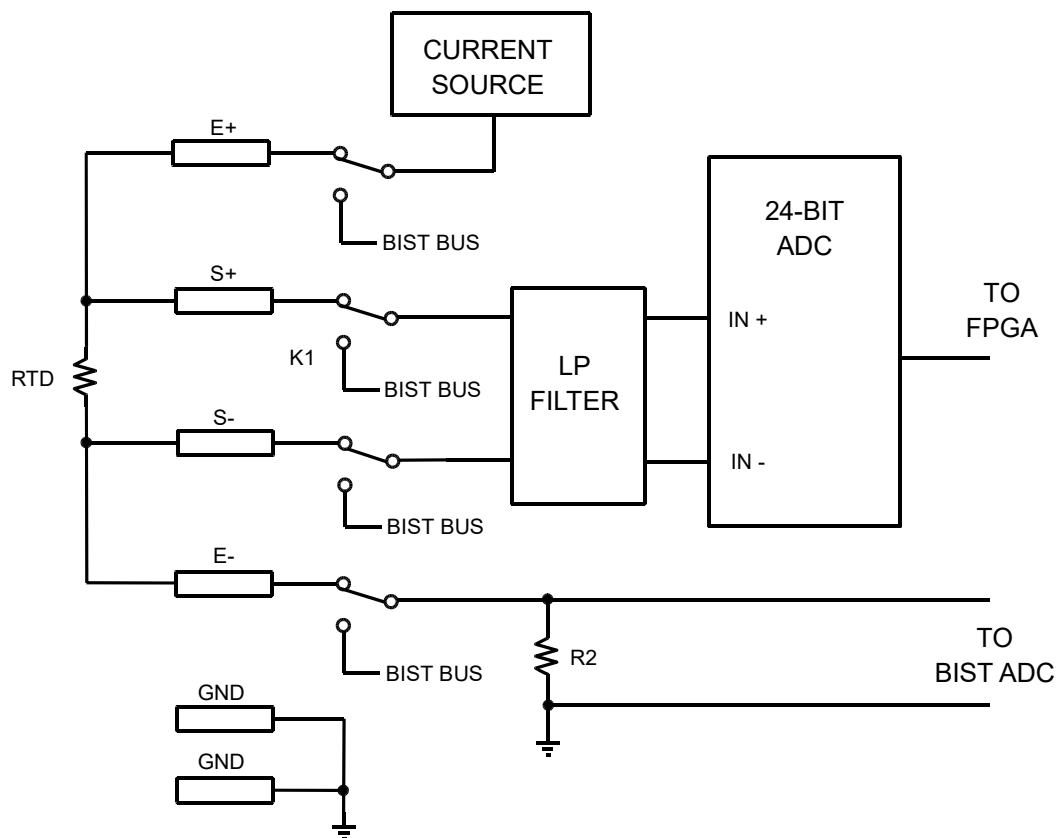 CURRENT
SOURCE
E+
BIST BUS
24-BIT
ADC
S+
IN +
TO
FPGA
K1
RTD
BIST BUS
LP
FILTER
S-
IN -
BIST BUS
E-
R2
TO
BIST ADC
BIST BUS
GND
GND